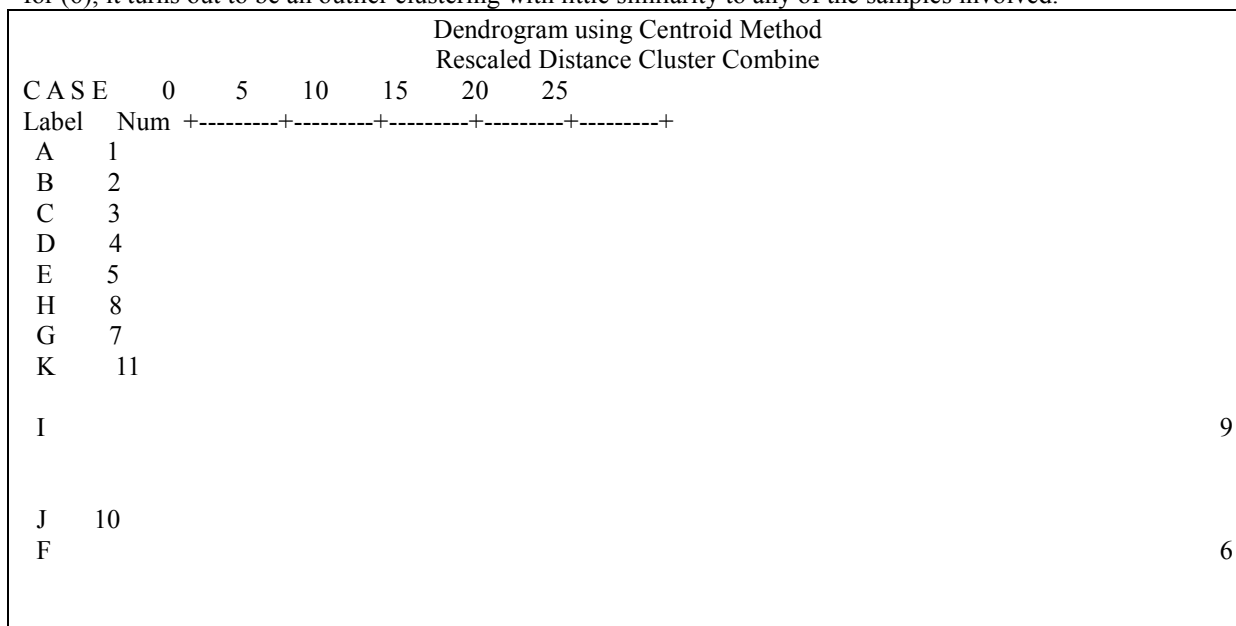 for (6), it turns out to be an outlier clustering with little similarity to any of the samples involved.
Dendrogram using Centroid Method
Rescaled Distance Cluster Combine
C A S E 0 5 10 15 20 25
Label Num +---------+---------+---------+---------+---------+
A 1
B 2
C 3
D 4
E 5
H 8
G 7
K 11
I 9
J 10
F 6